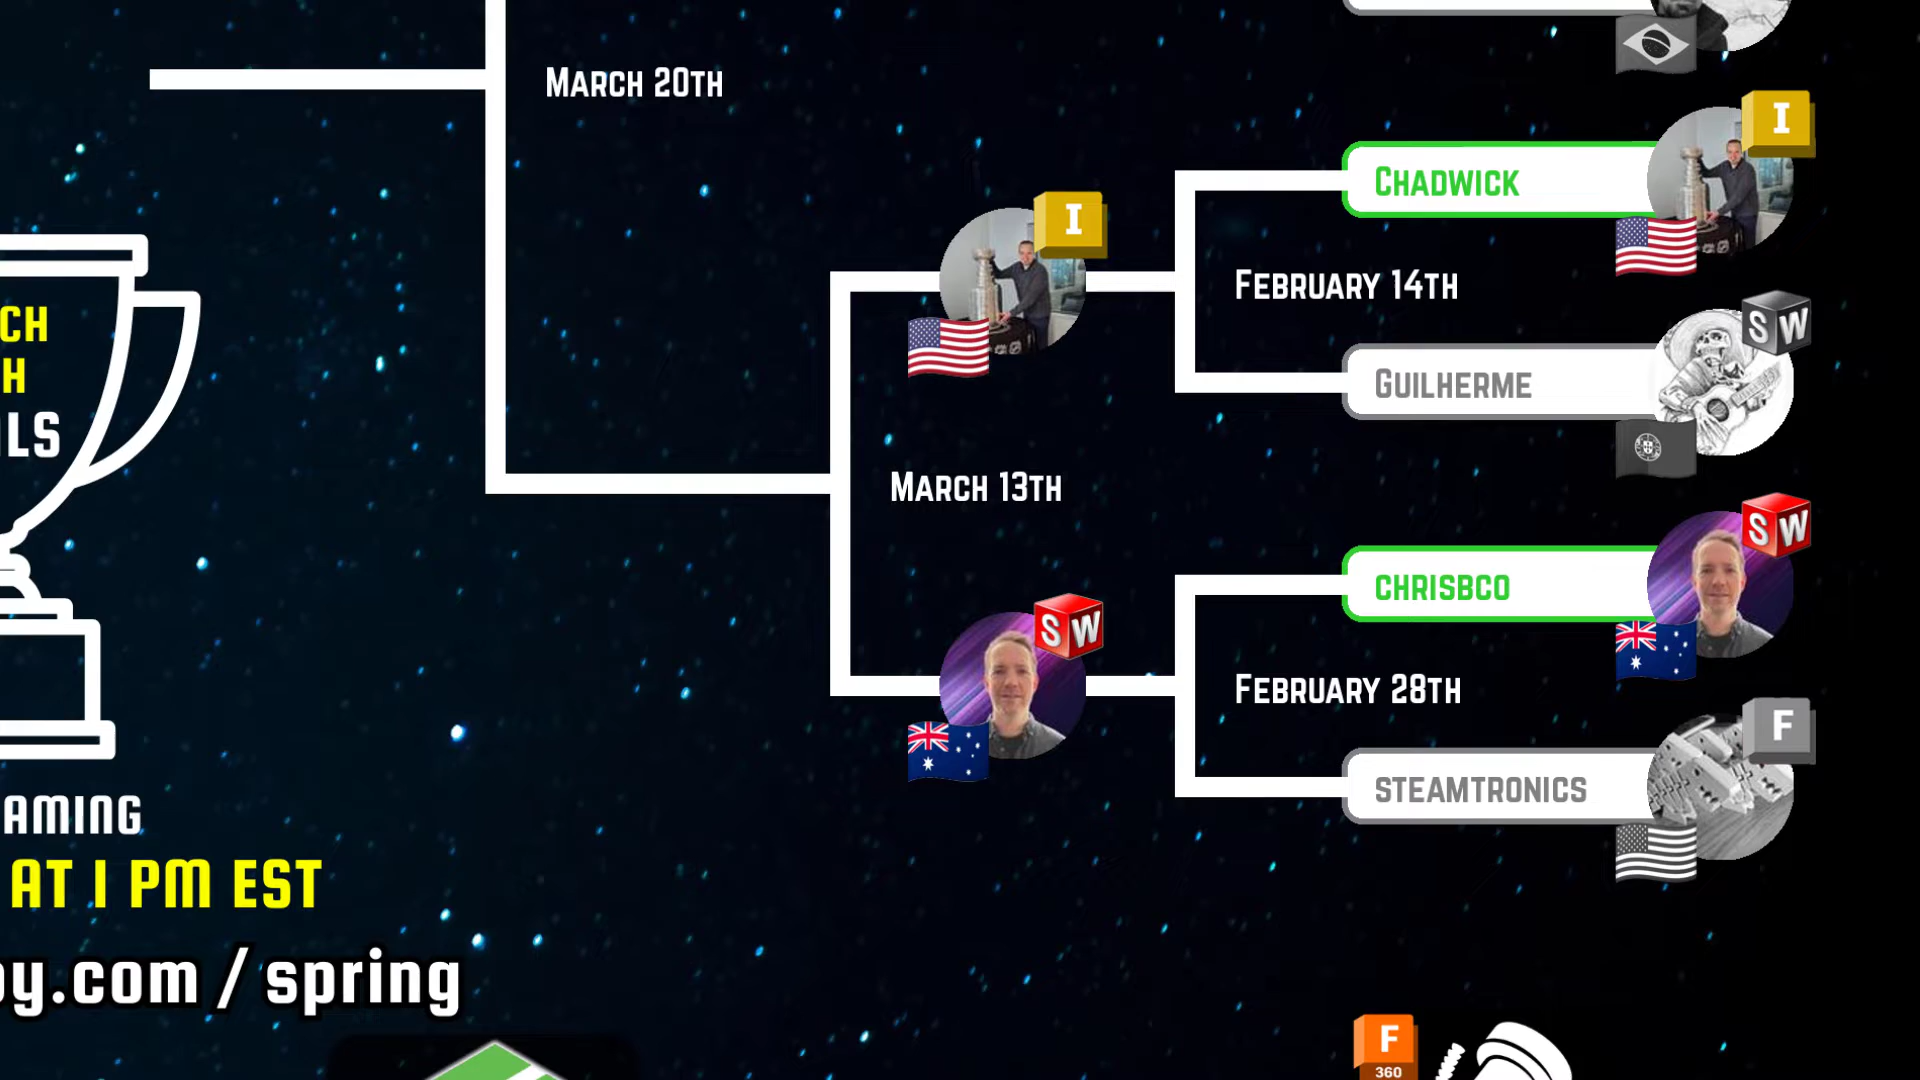 MARCH 20TH
I
CHADWICK
I
FEBRUARY 14TH
SW
GUILHERME
CH
H
LS
MARCH 13TH
SW
CHRISBCO
SW
FEBRUARY 28TH
F
STEAMTRONICS
AMING
AT 1 PM EST
oy.com / spring
F
360